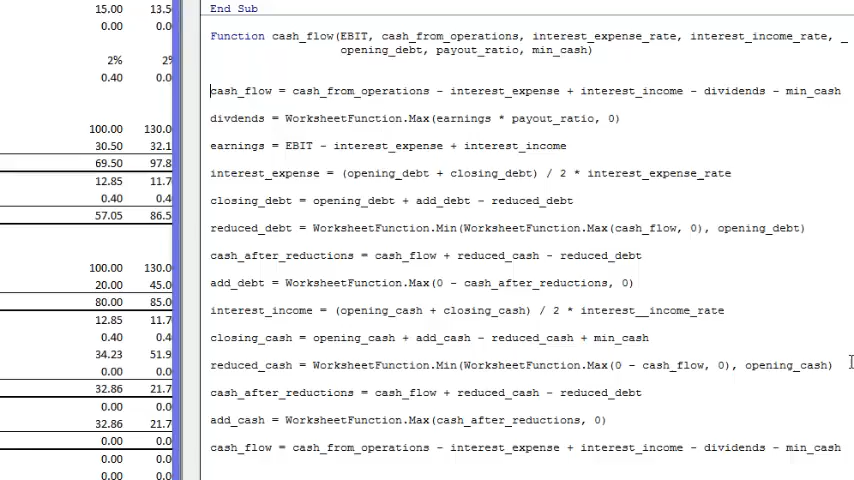 15.00 13.5
0.00 0.0
2% 2%
0.40 0.0
100.00 130.0
30.50 32.1
69.50 97.8
12.85 11.7
0.40 0.0
57.05 86.5
100.00 130.0
20.00 45.0
80.00 85.0
12.85 11.7
0.40 0.4
34.23 51.9
0.00 0.0
32.86 21.7
0.00 0.0
32.86 21.7
0.00 0.0
0.00 0.0
0.00 0.0
End Sub
Function cash_flow(EBIT, cash_from_operations, interest_expense_rate, interest_income_rate, _
opening_debt, payout_ratio, min_cash)
cash_flow = cash_from_operations - interest_expense + interest_income - dividends - min_cash
divdends = WorksheetFunction.Max(earnings * payout_ratio, 0)
earnings = EBIT - interest_expense + interest_income
interest_expense = (opening_debt + closing_debt) / 2 * interest_expense_rate
closing_debt = opening_debt + add_debt - reduced_debt
reduced_debt = WorksheetFunction.Min(WorksheetFunction.Max(cash_flow, 0), opening_debt)
cash_after_reductions = cash_flow + reduced_cash - reduced_debt
add_debt = WorksheetFunction.Max(0 - cash_after_reductions, 0)
interest_income = (opening_cash + closing_cash) / 2 * interest__income_rate
closing_cash = opening_cash + add_cash - reduced_cash + min_cash
reduced_cash = WorksheetFunction.Min(WorksheetFunction.Max(0 - cash_flow, 0), opening_cash)
cash_after_reductions = cash_flow + reduced_cash - reduced_debt
add_cash = WorksheetFunction.Max(cash_after_reductions, 0)
cash_flow = cash_from_operations - interest_expense + interest_income - dividends - min_cash